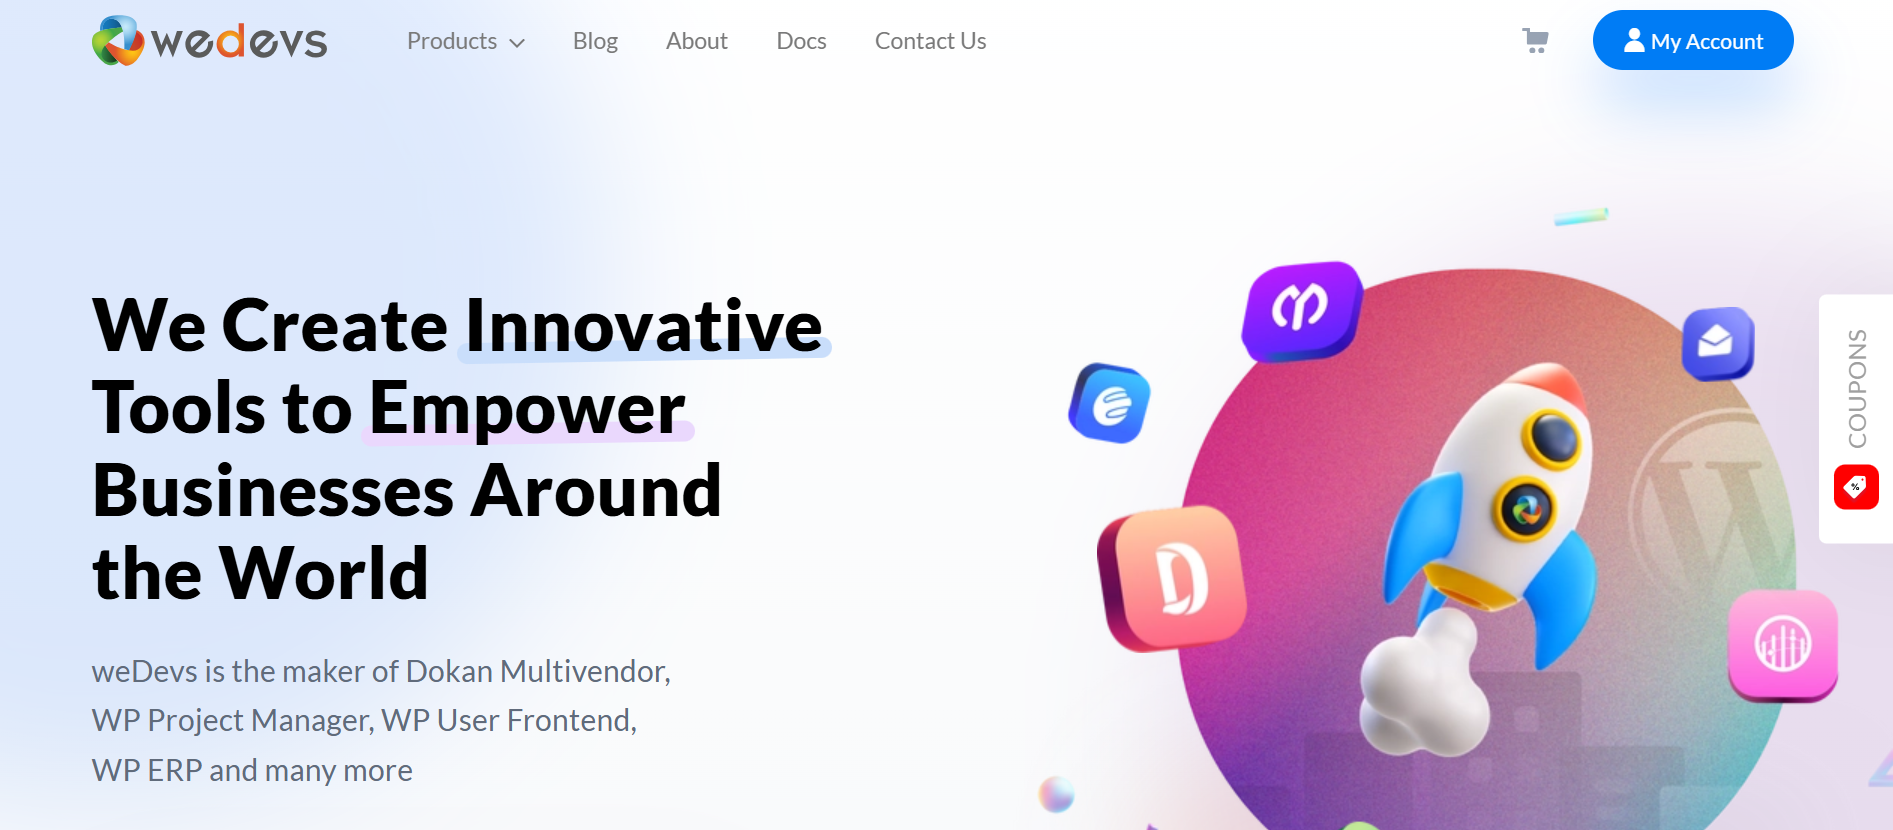 wedevs
Products
Blog
About
Docs
Contact Us
My Account
We Create Innovative
Tools to Empower
Businesses Around
the World
weDevs is the maker of Dokan Multivendor,
WP Project Manager, WP User Frontend,
WP ERP and many more
COUPONS
%
D
W